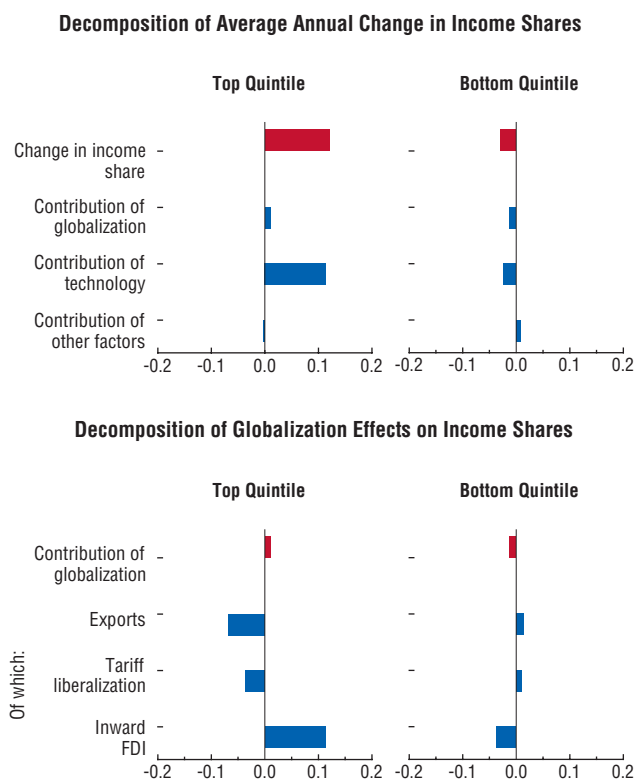 Decomposition of Average Annual Change in Income Shares
Top Quintile
Bottom Quintile
Change in income
share
Contribution of
globalization
Contribution of
technology
Contribution of
other factors
-0.2 -0.1 0.0 0.1 0.2
-0.2 -0.1 0.0 0.1 0.2
Decomposition of Globalization Effects on Income Shares
Top Quintile
Bottom Quintile
Contribution of
globalization
Of which:
Exports
Tariff
liberalization
Inward
FDI
-0.2 -0.1 0.0 0.1 0.2
-0.2 -0.1 0.0 0.1 0.2